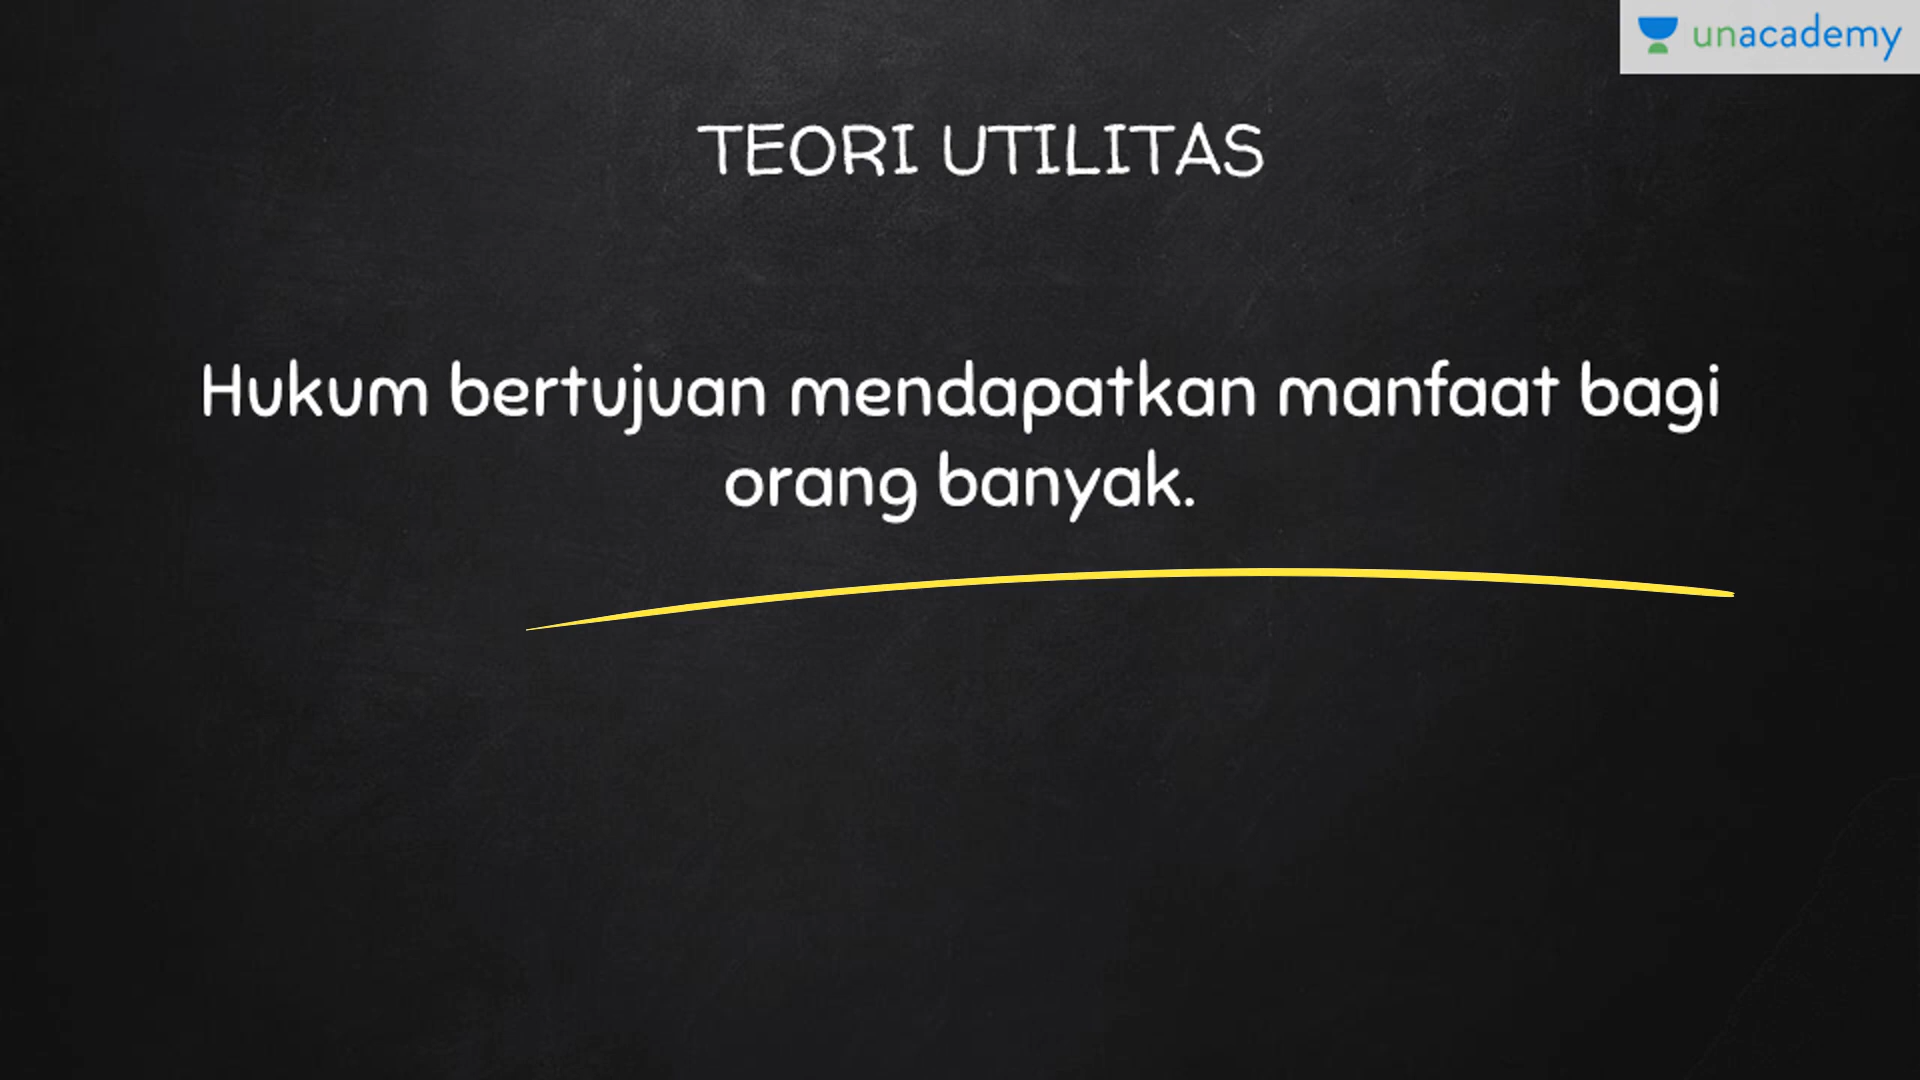 unacademy
TEORI UTILITAS
Hukum bertujuan mendapatkan manfaat bagi
orang banyak.